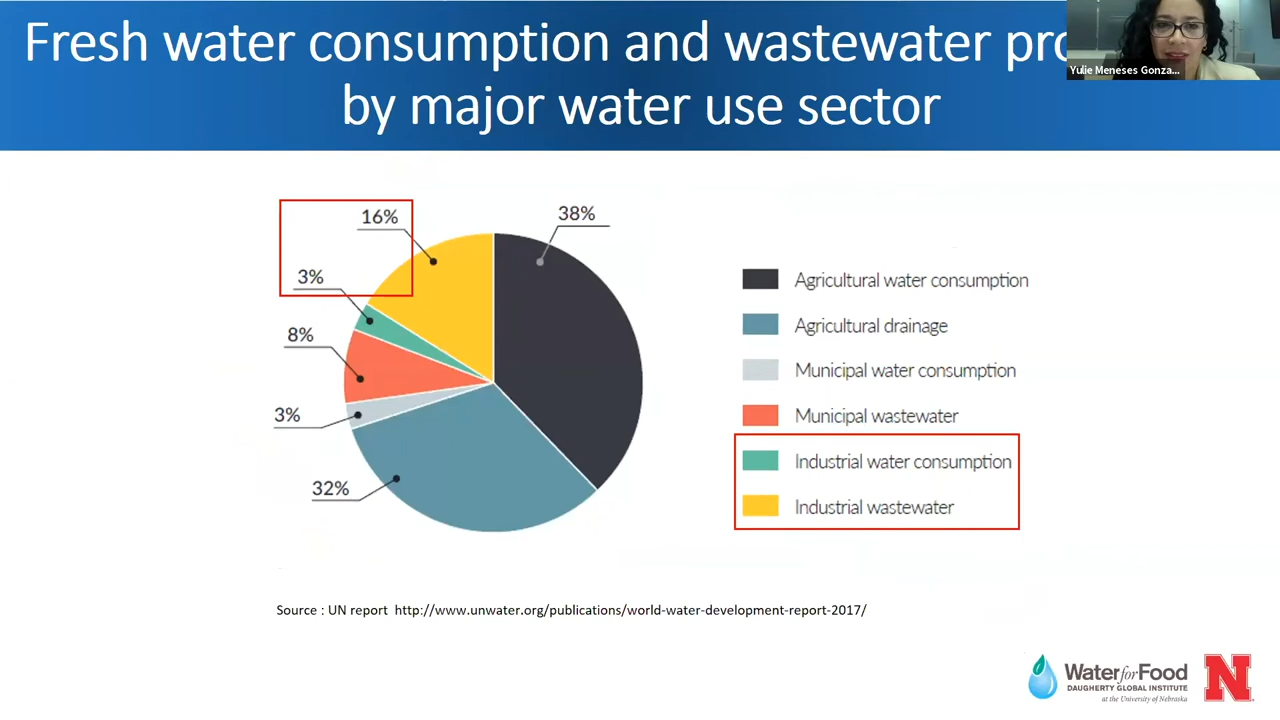 Fresh water consumption and wastewater
by major water use sector
Yulie Meneses Gonza...
16%
38%
3%
8%
3%
32%
Agricultural water consumption
Agricultural drainage
Municipal water consumption
Municipal wastewater
Industrial water consumption
Industrial wastewater
Source : UN report http://www.unwater.org/publications/world-water-development-report-2017/
Water for Food
DAUGHERTY GLOBAL INSTITUTE
at the University of Nebraska
N